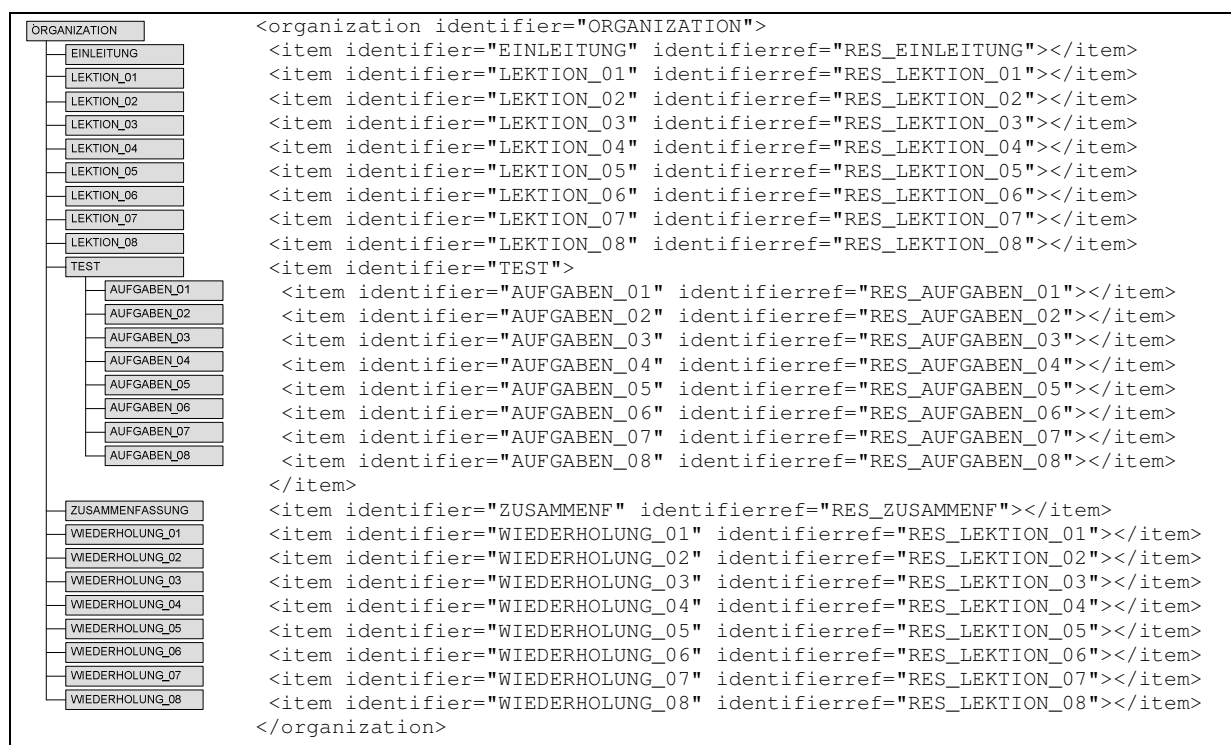 ORGANIZATION
EINLEITUNG
LEKTION_01
LEKTION_02
LEKTION_03
LEKTION_04
LEKTION_05
LEKTION_06
LEKTION_07
LEKTION_08
TEST
AUFGABEN_01
AUFGABEN_02
AUFGABEN_03
AUFGABEN_04
AUFGABEN_05
AUFGABEN_06
AUFGABEN_07
AUFGABEN_08
ZUSAMMENFASSUNG
WIEDERHOLUNG_01
WIEDERHOLUNG_02
WIEDERHOLUNG_03
WIEDERHOLUNG_04
WIEDERHOLUNG_05
WIEDERHOLUNG_06
WIEDERHOLUNG_07
WIEDERHOLUNG_08
<organization identifier="ORGANIZATION">
<item identifier="EINLEITUNG" identifierref="RES_EINLEITUNG"></item>
<item identifier="LEKTION_01" identifierref="RES_LEKTION_01"></item>
<item identifier="LEKTION_02" identifierref="RES_LEKTION_02"></item>
<item identifier="LEKTION_03" identifierref="RES_LEKTION_03"></item>
<item identifier="LEKTION_04" identifierref="RES_LEKTION_04"></item>
<item identifier="LEKTION_05" identifierref="RES_LEKTION_05"></item>
<item identifier="LEKTION_06" identifierref="RES_LEKTION_06"></item>
<item identifier="LEKTION_07" identifierref="RES_LEKTION_07"></item>
<item identifier="LEKTION_08" identifierref="RES_LEKTION_08"></item>
<item identifier="TEST">
<item identifier="AUFGABEN_01" identifierref="RES_AUFGABEN_01"></item>
<item identifier="AUFGABEN_02" identifierref="RES_AUFGABEN_02"></item>
<item identifier="AUFGABEN_03" identifierref="RES_AUFGABEN_03"></item>
<item identifier="AUFGABEN_04" identifierref="RES_AUFGABEN_04"></item>
<item identifier="AUFGABEN_05" identifierref="RES_AUFGABEN_05"></item>
<item identifier="AUFGABEN_06" identifierref="RES_AUFGABEN_06"></item>
<item identifier="AUFGABEN_07" identifierref="RES_AUFGABEN_07"></item>
<item identifier="AUFGABEN_08" identifierref="RES_AUFGABEN_08"></item>
</item>
<item identifier="ZUSAMMENF" identifierref="RES_ZUSAMMENF"></item>
<item identifier="WIEDERHOLUNG_01" identifierref="RES_LEKTION_01"></item>
<item identifier="WIEDERHOLUNG_02" identifierref="RES_LEKTION_02"></item>
<item identifier="WIEDERHOLUNG_03" identifierref="RES_LEKTION_03"></item>
<item identifier="WIEDERHOLUNG_04" identifierref="RES_LEKTION_04"></item>
<item identifier="WIEDERHOLUNG_05" identifierref="RES_LEKTION_05"></item>
<item identifier="WIEDERHOLUNG_06" identifierref="RES_LEKTION_06"></item>
<item identifier="WIEDERHOLUNG_07" identifierref="RES_LEKTION_07"></item>
<item identifier="WIEDERHOLUNG_08" identifierref="RES_LEKTION_08"></item>
</organization>